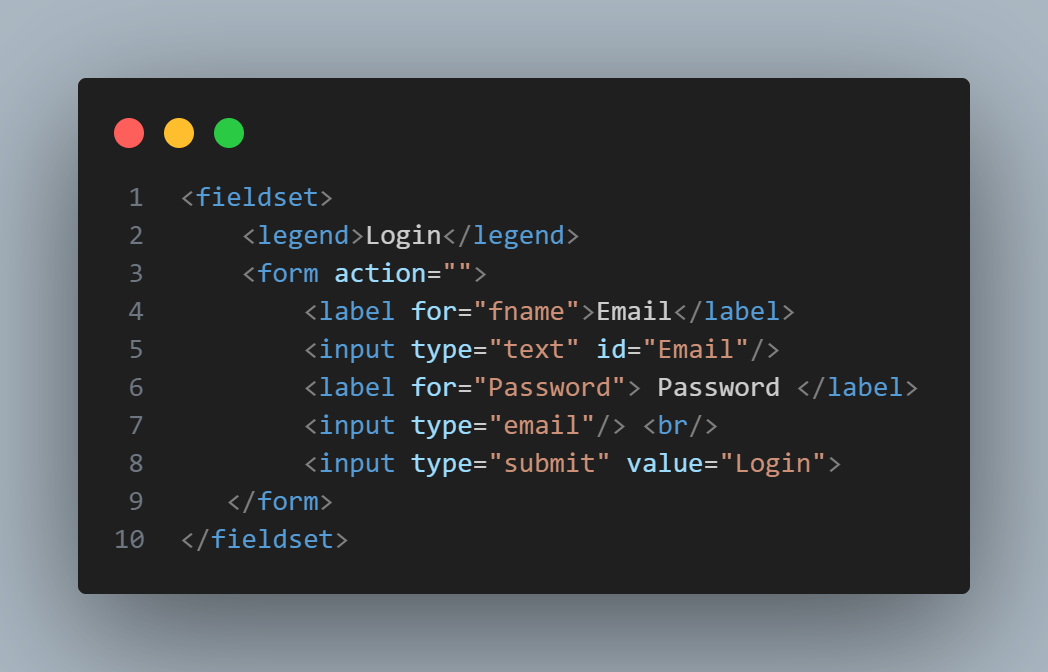 1 <fieldset>
2     <legend>Login</legend>
3     <form action="">
4         <label for="fname">Email</label>
5         <input type="text" id="Email"/>
6         <label for="Password"> Password </label>
7         <input type="email"/> <br/>
8         <input type="submit" value="Login">
9    </form>
10 </fieldset>